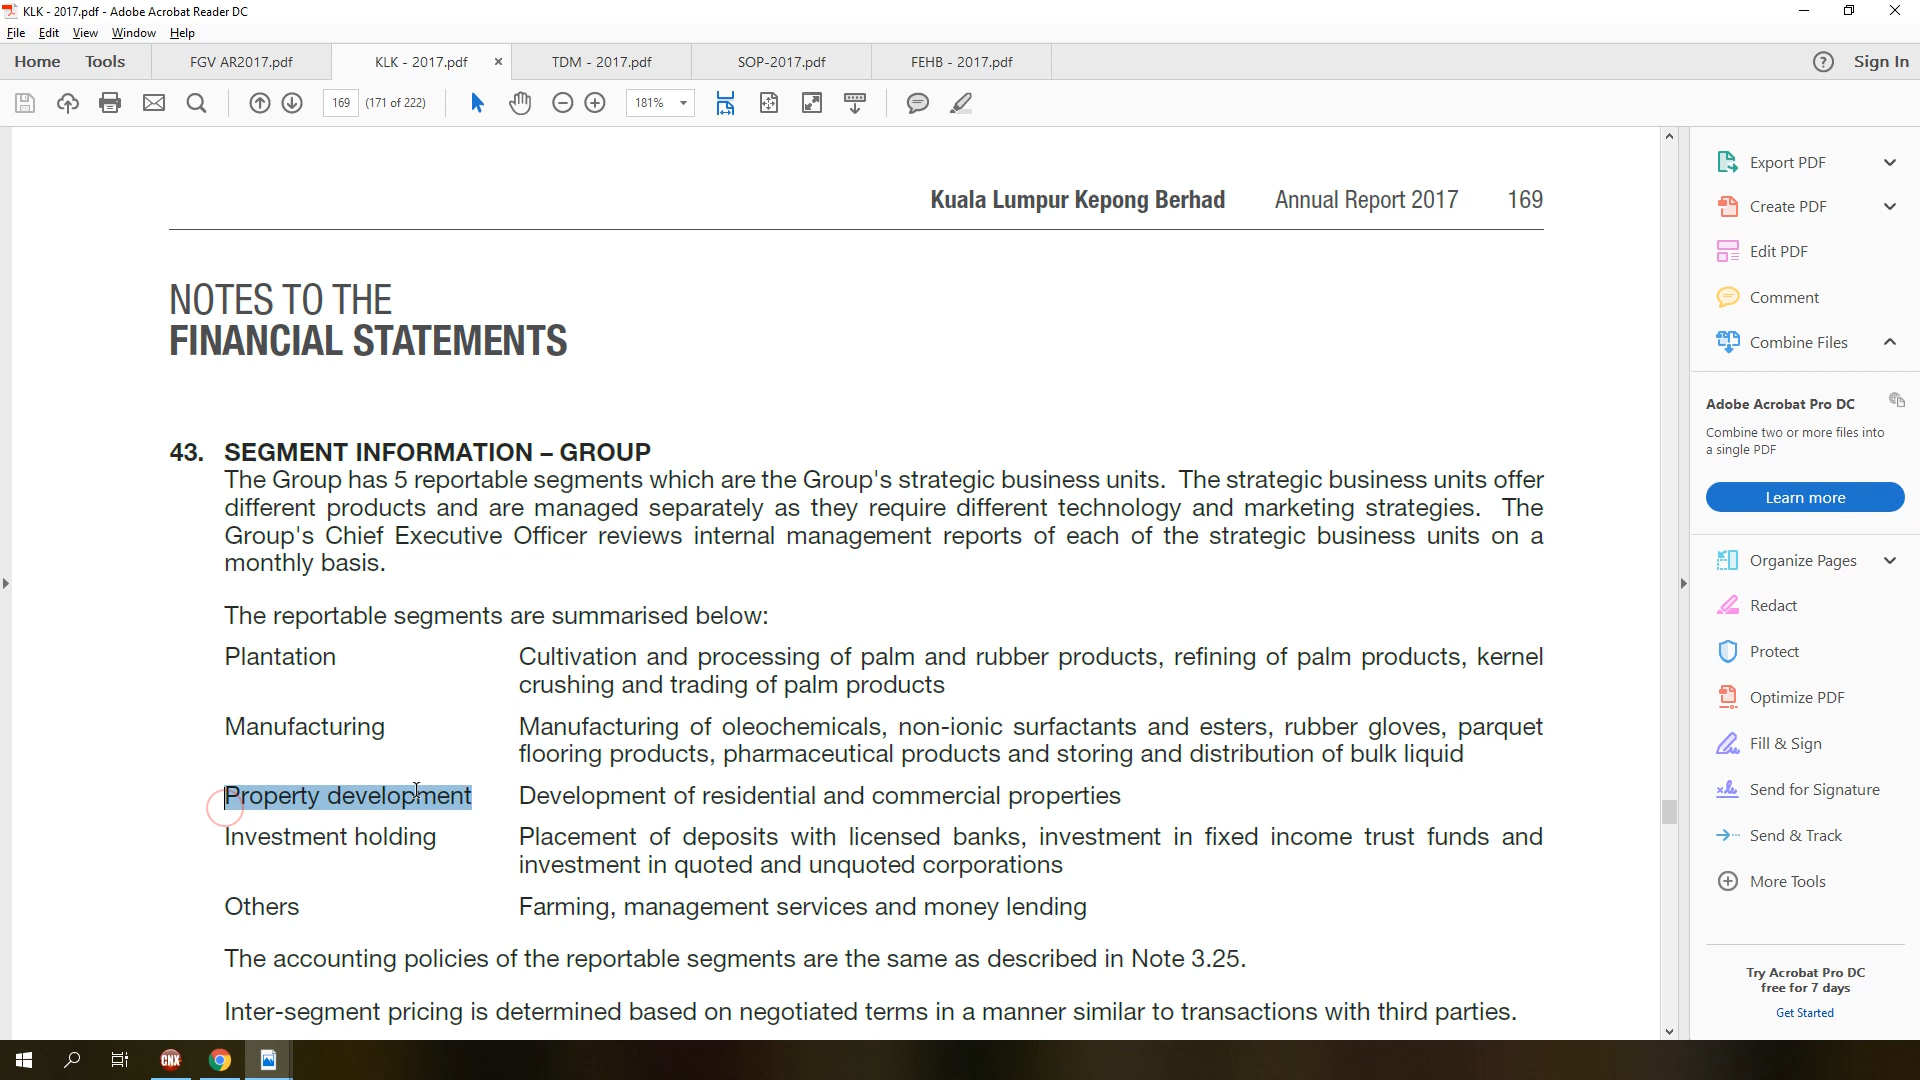 KLK - 2017.pdf - Adobe Acrobat Reader DC
File Edit View Window Help
Home Tools FGV AR2017.pdf KLK - 2017.pdf × TDM - 2017.pdf SOP-2017.pdf FEHB - 2017.pdf ? Sign In
169 (171 of 222) 181%
Kuala Lumpur Kepong Berhad Annual Report 2017 169
NOTES TO THE
FINANCIAL STATEMENTS
43. SEGMENT INFORMATION – GROUP
The Group has 5 reportable segments which are the Group's strategic business units. The strategic business units offer
different products and are managed separately as they require different technology and marketing strategies. The
Group's Chief Executive Officer reviews internal management reports of each of the strategic business units on a
monthly basis.
The reportable segments are summarised below:
Plantation Cultivation and processing of palm and rubber products, refining of palm products, kernel
crushing and trading of palm products
Manufacturing Manufacturing of oleochemicals, non-ionic surfactants and esters, rubber gloves, parquet
flooring products, pharmaceutical products and storing and distribution of bulk liquid
Property development Development of residential and commercial properties
Investment holding Placement of deposits with licensed banks, investment in fixed income trust funds and
investment in quoted and unquoted corporations
Others Farming, management services and money lending
The accounting policies of the reportable segments are the same as described in Note 3.25.
Inter-segment pricing is determined based on negotiated terms in a manner similar to transactions with third parties.
Export PDF
Create PDF
Edit PDF
Comment
Combine Files
Adobe Acrobat Pro DC
Combine two or more files into
a single PDF
Learn more
Organize Pages
Redact
Protect
Optimize PDF
Fill & Sign
Send for Signature
Send & Track
More Tools
Try Acrobat Pro DC
free for 7 days
Get Started
CNX